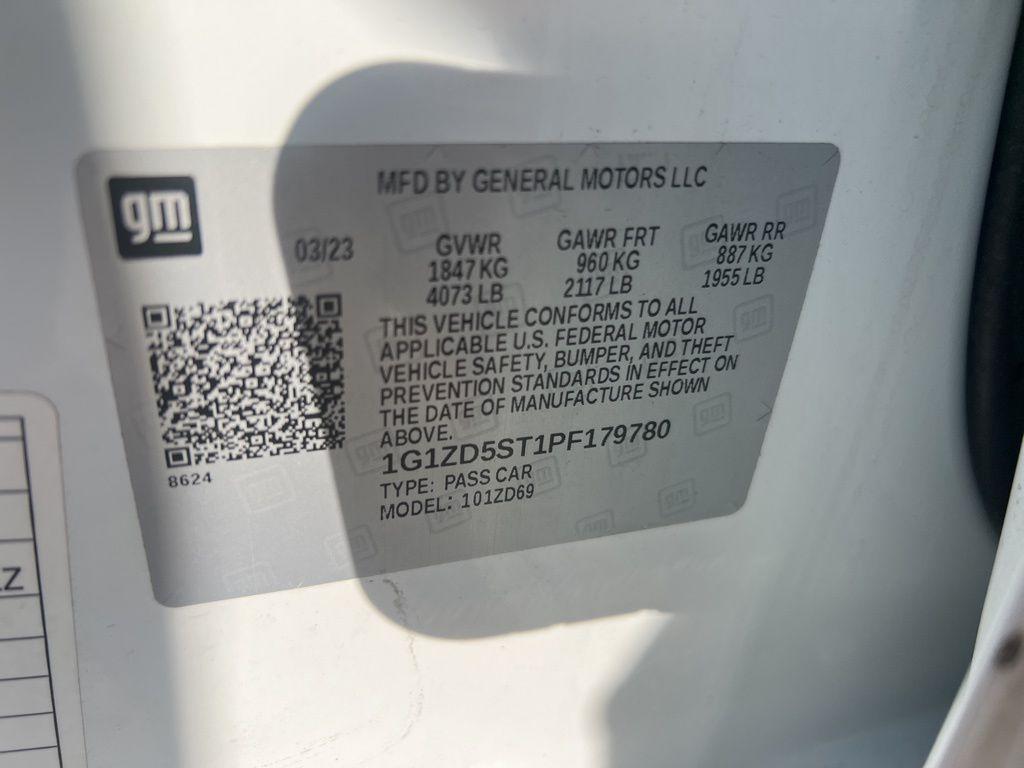 gm
MFD BY GENERAL MOTORS LLC
03/23
GVWR
1847 KG
4073 LB
GAWR FRT
960 KG
2117 LB
GAWR RR
887 KG
1955 LB
THIS VEHICLE CONFORMS TO ALL
APPLICABLE U.S. FEDERAL MOTOR
VEHICLE SAFETY, BUMPER, AND THEFT
PREVENTION STANDARDS IN EFFECT ON
THE DATE OF MANUFACTURE SHOWN
ABOVE.
1G1ZD5ST1PF179780
TYPE: PASS CAR
MODEL: 101ZD69
8624